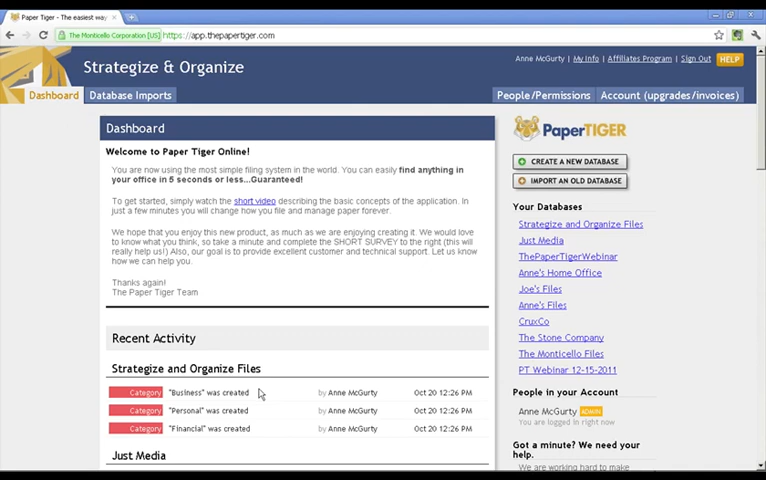 Paper Tiger - The easiest way
The Monticello Corporation [US] https://app.thepapertiger.com
Strategize & Organize
Anne McGurty | My Info | Affiliates Program | Sign Out HELP
Dashboard Database Imports People/Permissions Account (upgrades/invoices)
Dashboard
Welcome to Paper Tiger Online!
You are now using the most simple filing system in the world. You can easily find anything in
your office in 5 seconds or less...Guaranteed!
To get started, simply watch the short video describing the basic concepts of the application. In
just a few minutes you will change how you file and manage paper forever.
We hope that you enjoy this new product, as much as we are enjoying creating it. We would love
to know what you think, so take a minute and complete the SHORT SURVEY to the right (this will
really help us!) Also, our goal is to provide excellent customer and technical support. Let us know
how we can help you.
Thanks again!
The Paper Tiger Team
Recent Activity
Strategize and Organize Files
Category "Business" was created by Anne McGurty Oct 20 12:26 PM
Category "Personal" was created by Anne McGurty Oct 20 12:26 PM
Category "Financial" was created by Anne McGurty Oct 20 12:26 PM
Just Media
PaperTIGER
CREATE A NEW DATABASE
IMPORT AN OLD DATABASE
Your Databases
Strategize and Organize Files
Just Media
ThePaperTigerWebinar
Anne's Home Office
Joe's Files
Anne's Files
CruxCo
The Stone Company
The Monticello Files
PT Webinar 12-15-2011
People in your Account
Anne McGurty ADMIN
You are logged in right now
Got a minute? We need your
help.
We are working hard to make